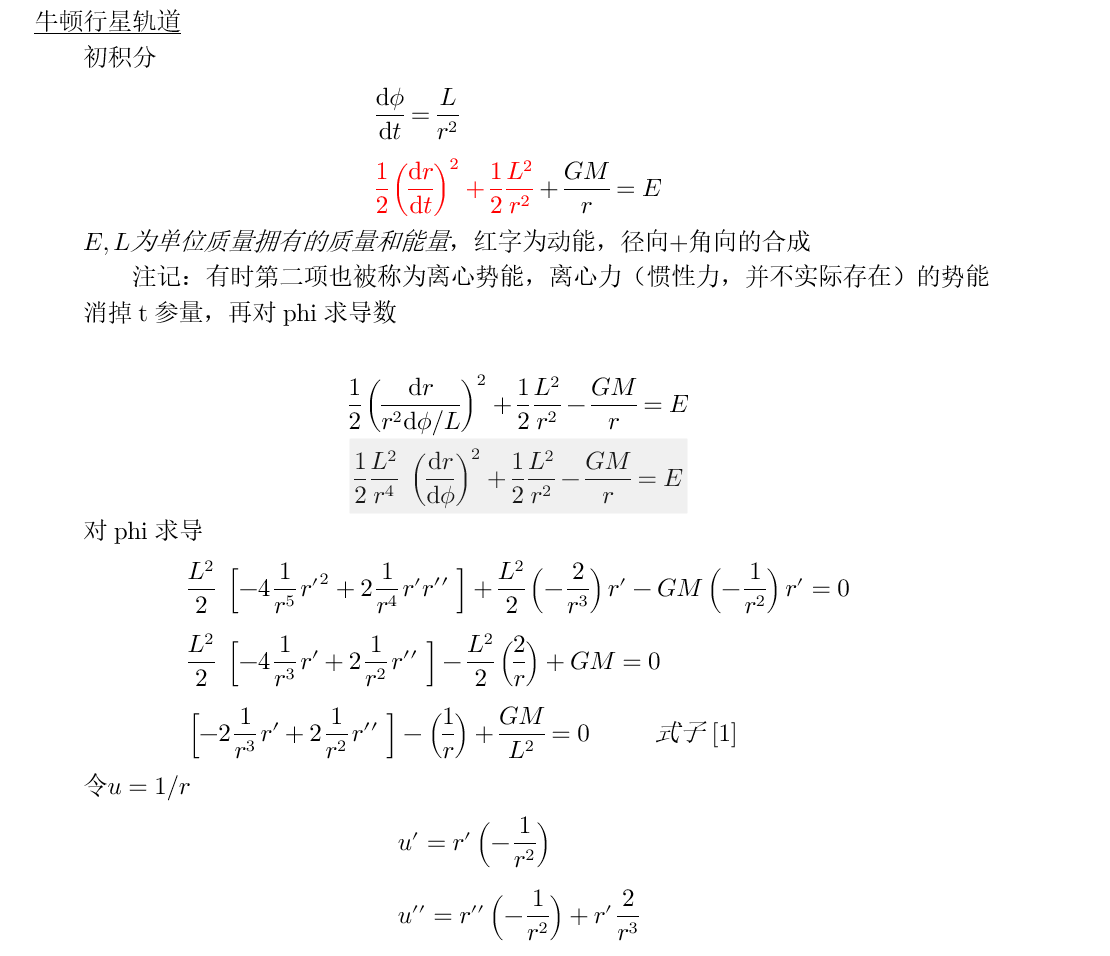 牛顿行星轨道
初积分
$\frac{\mathrm{d}\phi}{\mathrm{d}t} = \frac{L}{r^2}$
$\frac{1}{2}\left(\frac{\mathrm{d}r}{\mathrm{d}t}\right)^2 + \frac{1}{2}\frac{L^2}{r^2} + \frac{GM}{r} = E$
$E, L$为单位质量拥有的质量和能量，红字为动能，径向+角向的合成
注记：有时第二项也被称为离心势能，离心力（惯性力，并不实际存在）的势能
消掉 t 参量，再对 phi 求导数
$\frac{1}{2}\left(\frac{\mathrm{d}r}{r^2\mathrm{d}\phi/L}\right)^2 + \frac{1}{2}\frac{L^2}{r^2} - \frac{GM}{r} = E$
$\frac{1}{2}\frac{L^2}{r^4}\left(\frac{\mathrm{d}r}{\mathrm{d}\phi}\right)^2 + \frac{1}{2}\frac{L^2}{r^2} - \frac{GM}{r} = E$
对 phi 求导
$\frac{L^2}{2}\left[-4\frac{1}{r^5}r'^2 + 2\frac{1}{r^4}r'r''\right] + \frac{L^2}{2}\left(-\frac{2}{r^3}\right)r' - GM\left(-\frac{1}{r^2}\right)r' = 0$
$\frac{L^2}{2}\left[-4\frac{1}{r^3}r' + 2\frac{1}{r^2}r''\right] - \frac{L^2}{2}\left(\frac{2}{r}\right) + GM = 0$
$\left[-2\frac{1}{r^3}r' + 2\frac{1}{r^2}r''\right] - \left(\frac{1}{r}\right) + \frac{GM}{L^2} = 0$ 式子 [1]
令$u = 1/r$
$u' = r'\left(-\frac{1}{r^2}\right)$
$u'' = r''\left(-\frac{1}{r^2}\right) + r'\frac{2}{r^3}$